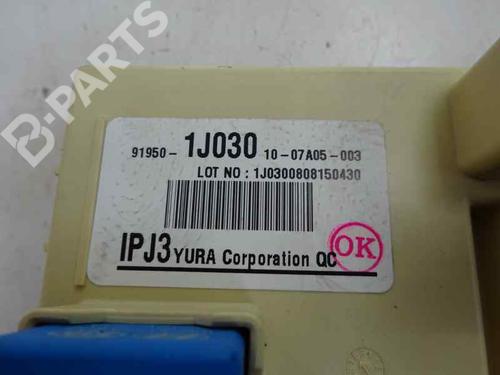 B-PARTS
91950- 1J030 10-07A05-003
LOT NO : 1J0300808150430
IPJ3 YURA Corporation QC
OK